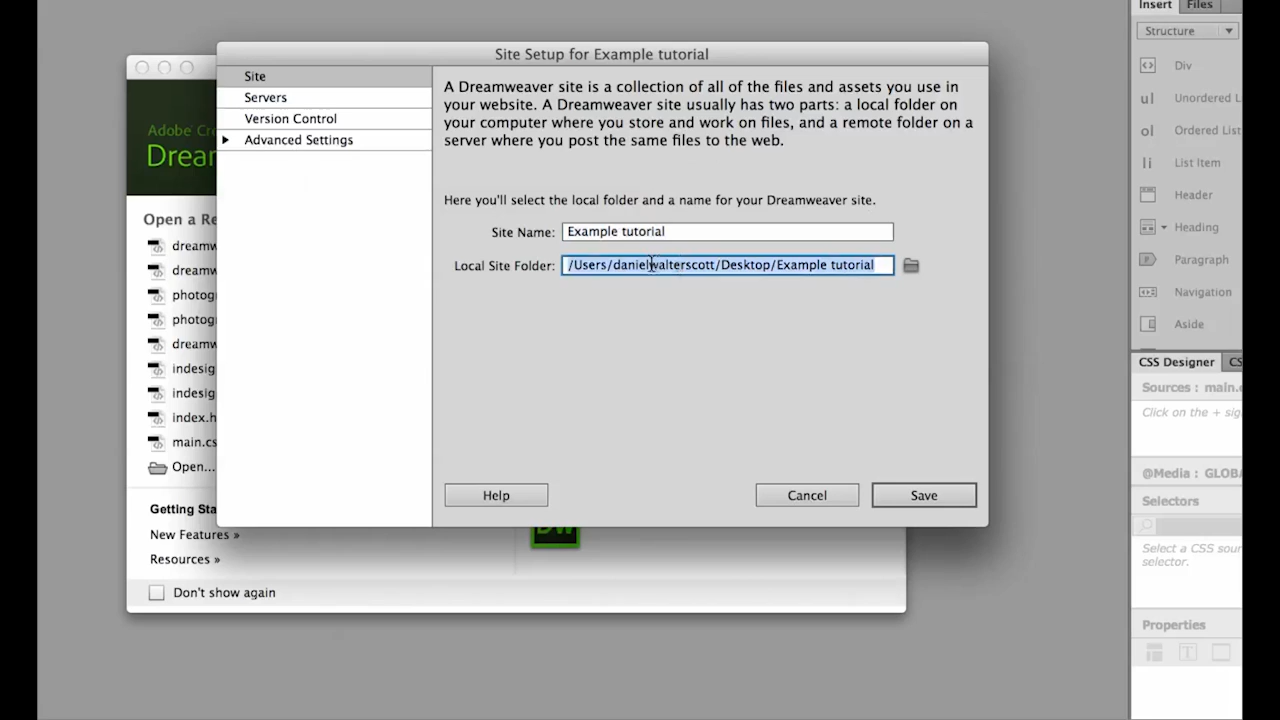 Insert Files
Structure
Site Setup for Example tutorial
Site
Servers
Version Control
Advanced Settings
A Dreamweaver site is a collection of all of the files and assets you use in
your website. A Dreamweaver site usually has two parts: a local folder on
your computer where you store and work on files, and a remote folder on a
server where you post the same files to the web.
Here you'll select the local folder and a name for your Dreamweaver site.
Site Name: Example tutorial
Local Site Folder: /Users/danielwalterscott/Desktop/Example tutorial
Help Cancel Save
Adobe Cre
Dream
Open a Re
dreamw
dreamw
photog
photog
dreamw
indesig
indesig
index.h
main.cs
Open...
Getting Sta
New Features »
Resources »
Don't show again
DW
Div
ul Unordered L
ol Ordered List
li List Item
Header
Heading
Paragraph
Navigation
Aside
CSS Designer CS
Sources : main.c
Click on the + sig
@Media : GLOBA
Selectors
Select a CSS sour
selector.
Properties
T